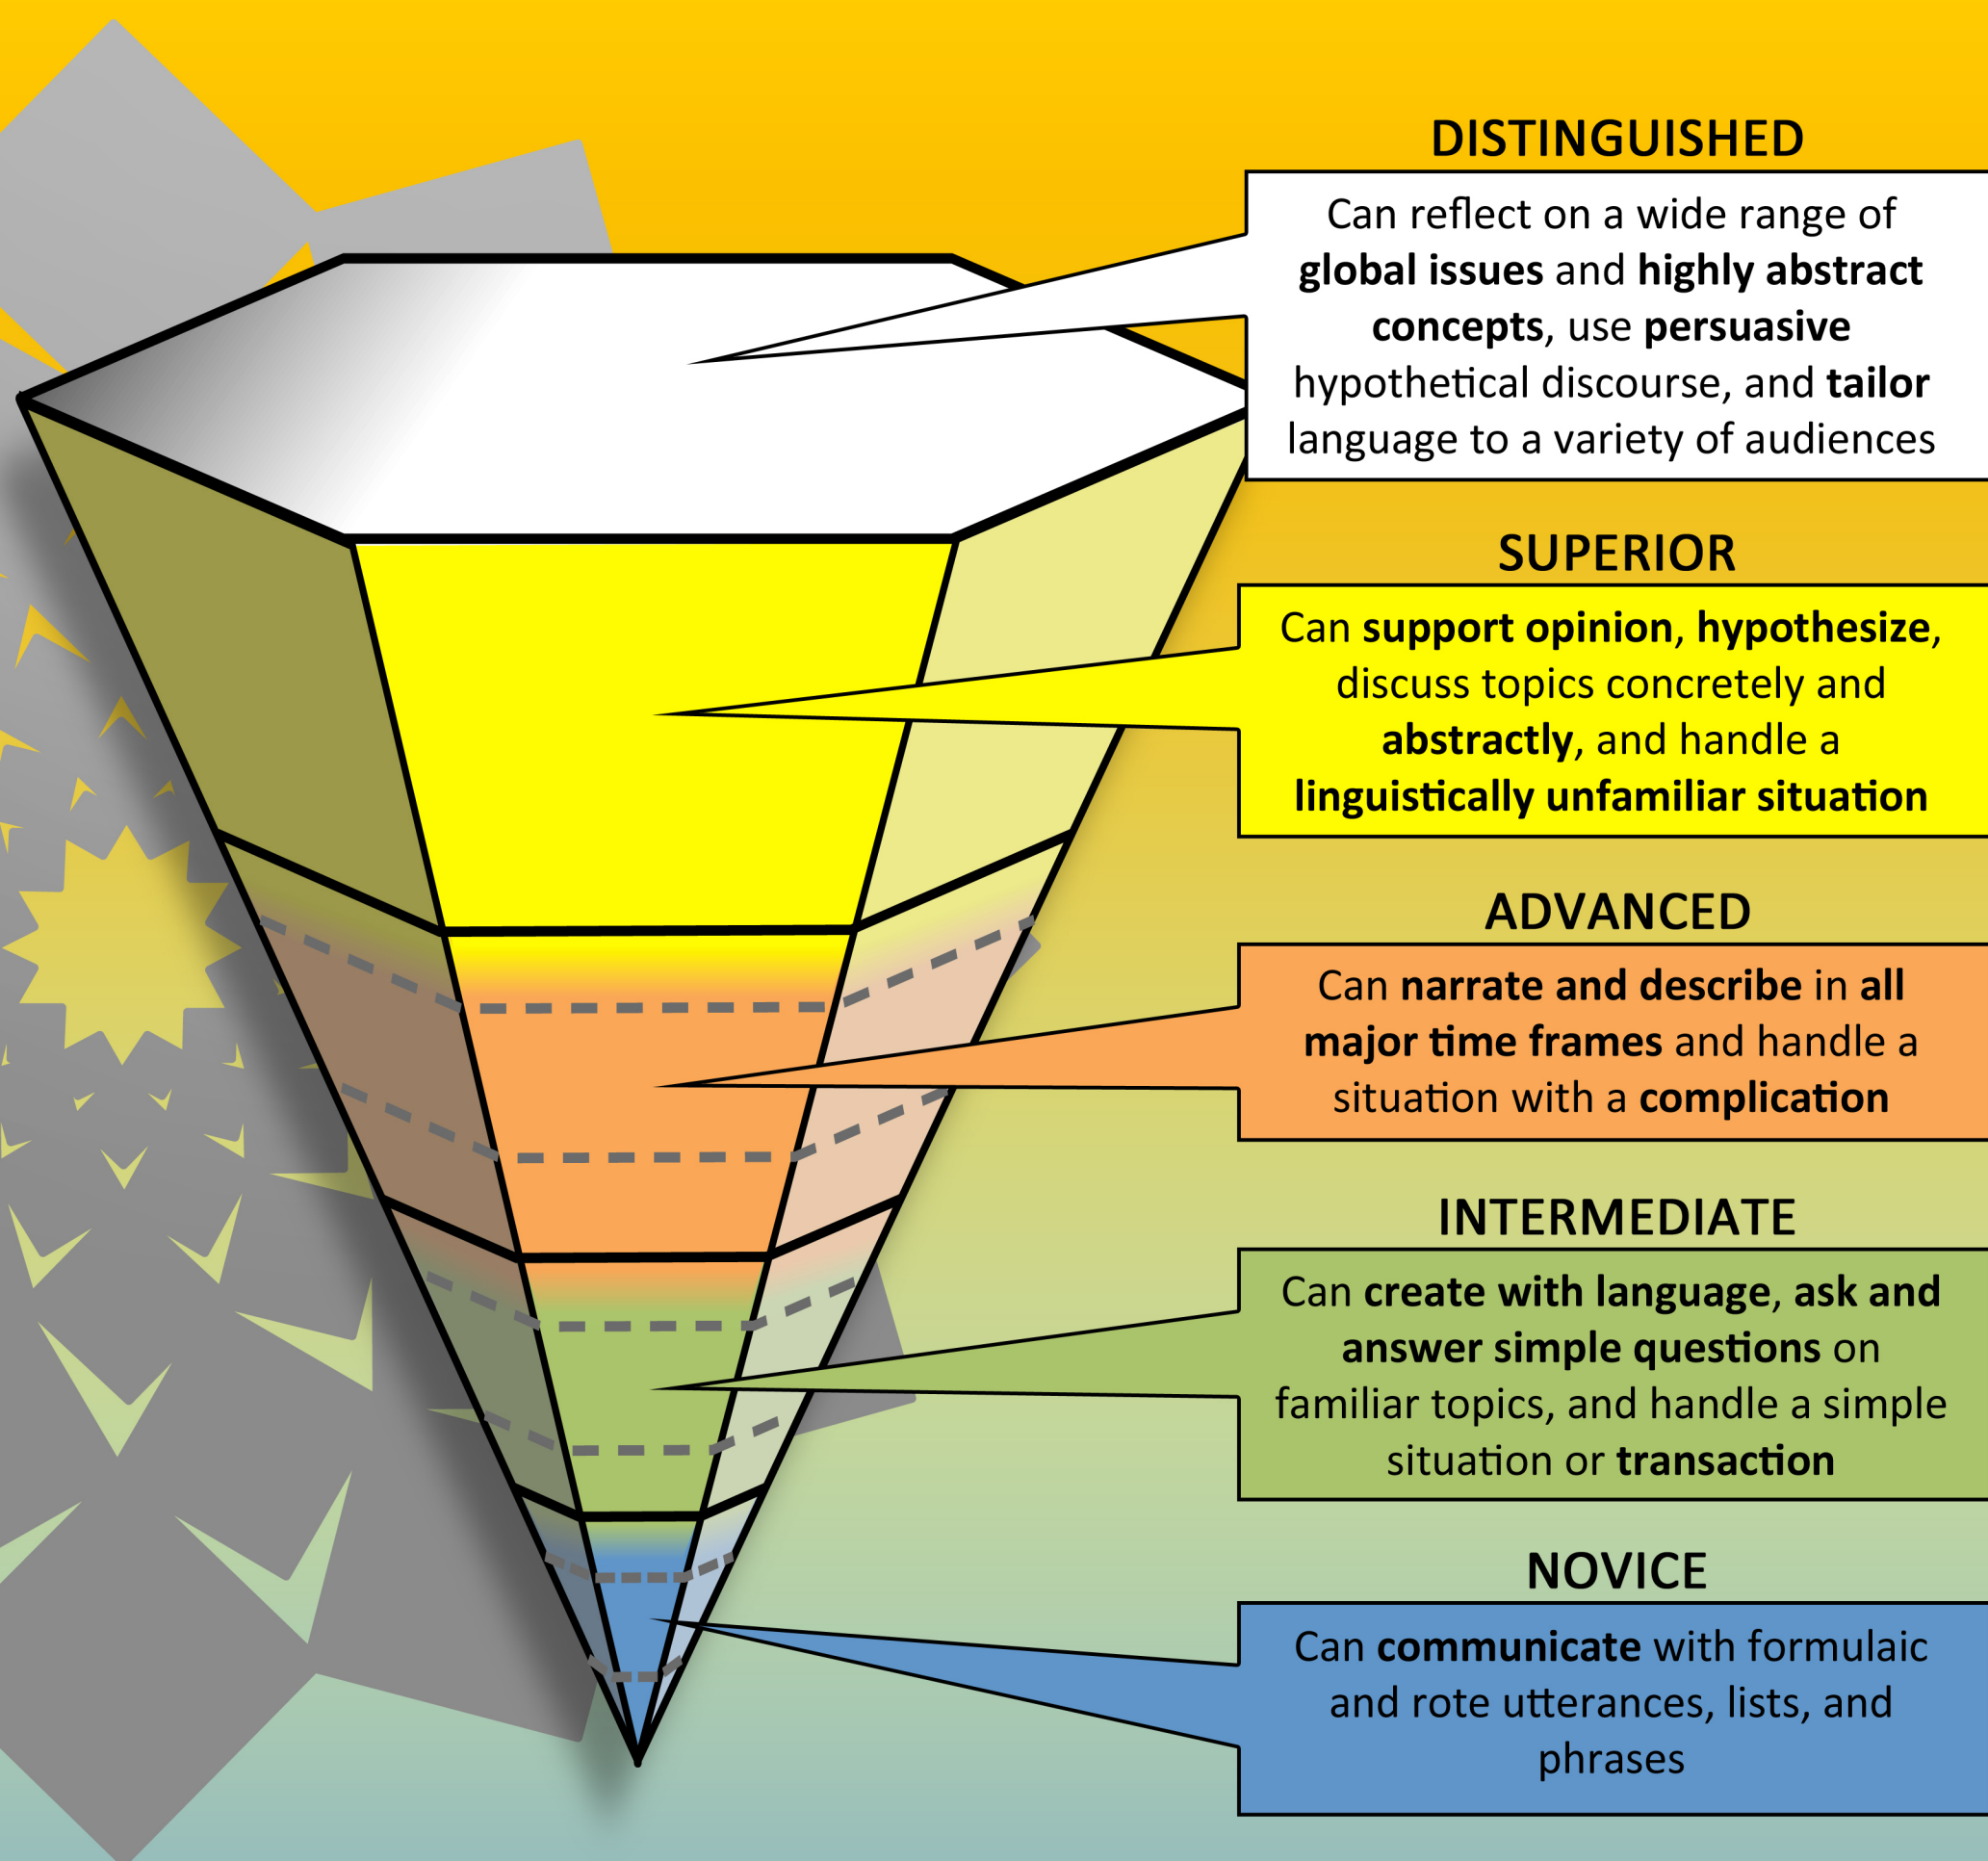 DISTINGUISHED
Can reflect on a wide range of
global issues and highly abstract
concepts, use persuasive
hypothetical discourse, and tailor
language to a variety of audiences
SUPERIOR
Can support opinion, hypothesize,
discuss topics concretely and
abstractly, and handle a
linguistically unfamiliar situation
ADVANCED
Can narrate and describe in all
major time frames and handle a
situation with a complication
INTERMEDIATE
Can create with language, ask and
answer simple questions on
familiar topics, and handle a simple
situation or transaction
NOVICE
Can communicate with formulaic
and rote utterances, lists, and
phrases